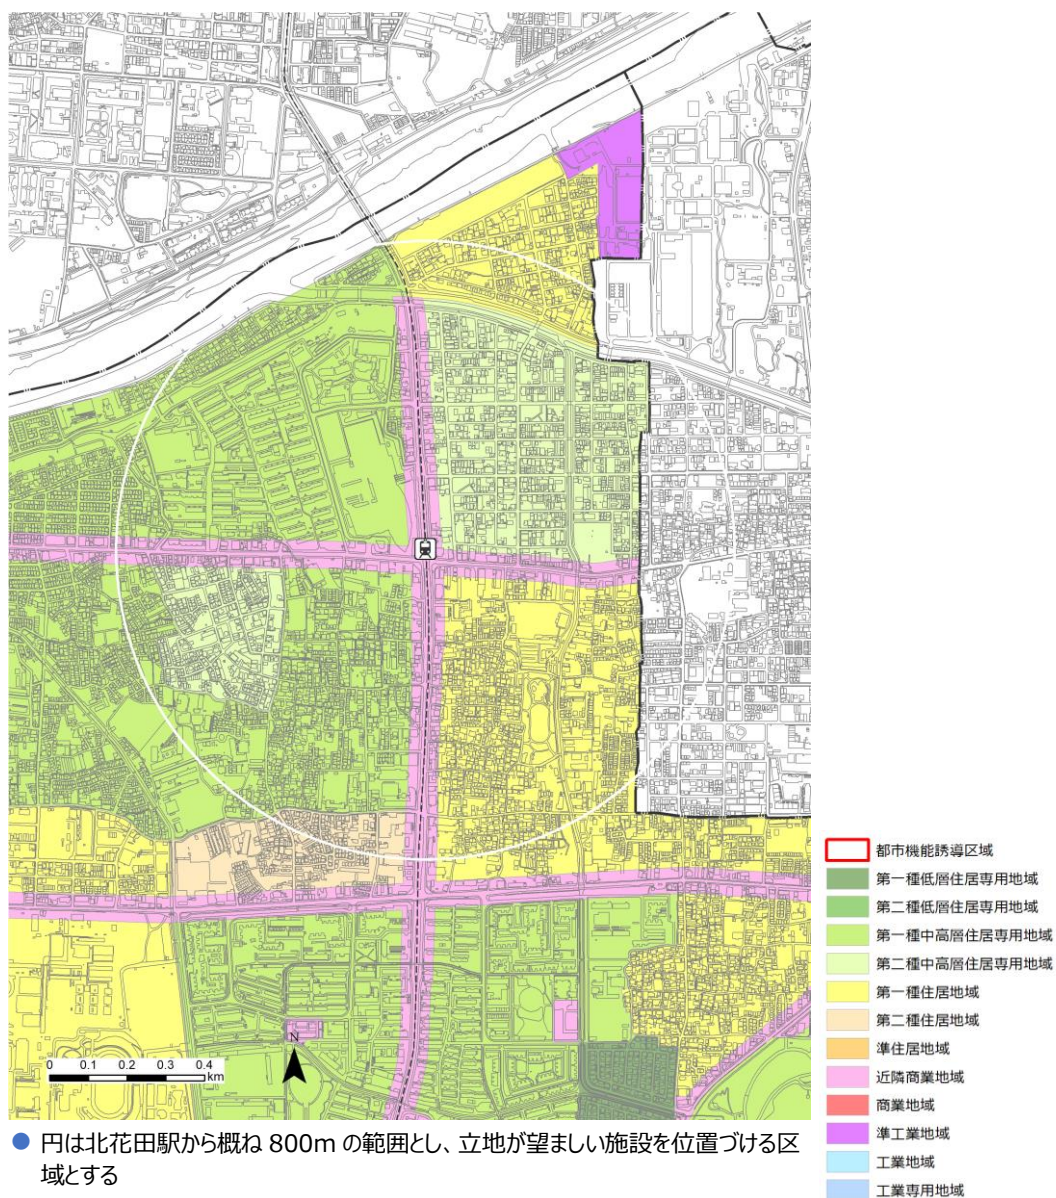 都市機能誘導区域
第一種低層住居専用地域
第二種低層住居専用地域
第一種中高層住居専用地域
第二種中高層住居専用地域
第一種住居地域
第二種住居地域
準住居地域
近隣商業地域
商業地域
準工業地域
工業地域
工業専用地域
N
0 0.1 0.2 0.3 0.4
km
● 円は北花田駅から概ね 800m の範囲とし、立地が望ましい施設を位置づける区
域とする